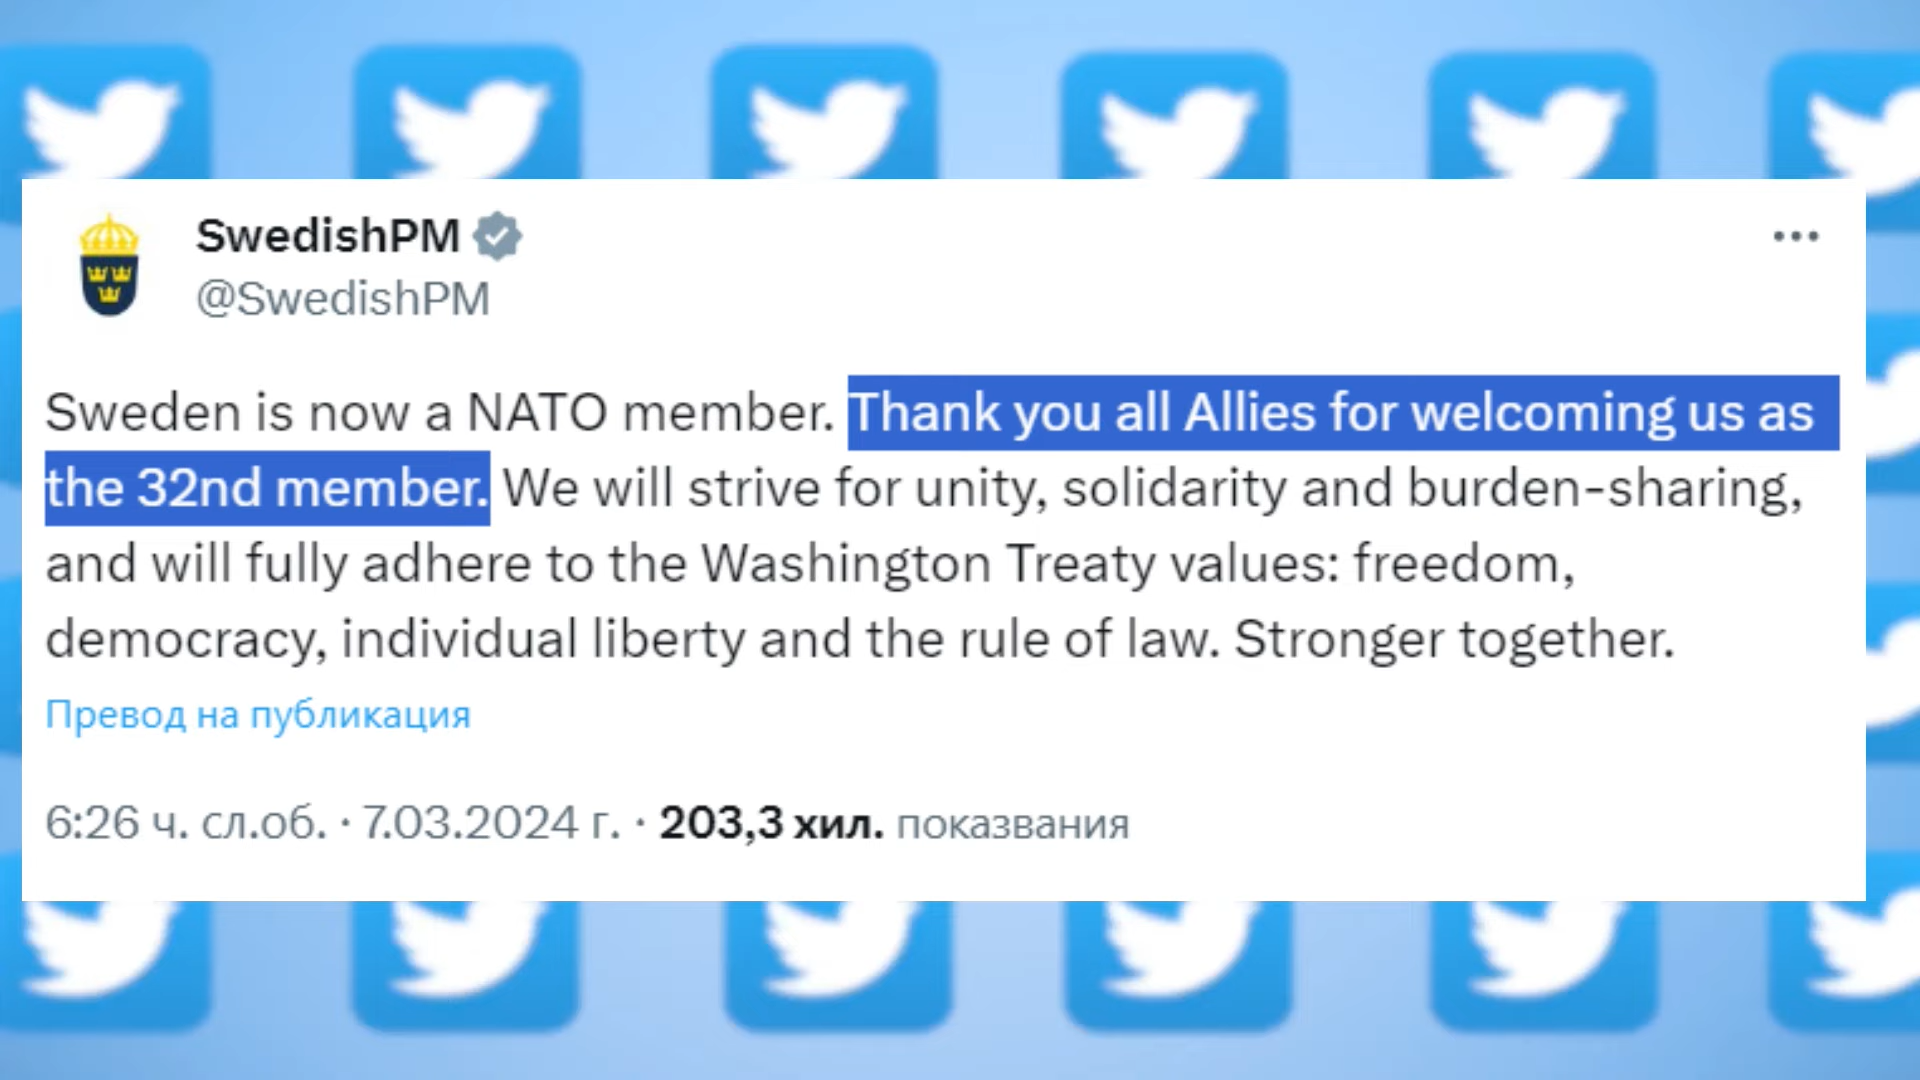 SwedishPM
@SwedishPM
Sweden is now a NATO member. Thank you all Allies for welcoming us as
the 32nd member. We will strive for unity, solidarity and burden-sharing,
and will fully adhere to the Washington Treaty values: freedom,
democracy, individual liberty and the rule of law. Stronger together.
Превод на публикация
6:26 ч. сл.об. · 7.03.2024 г. · 203,3 хил. показвания